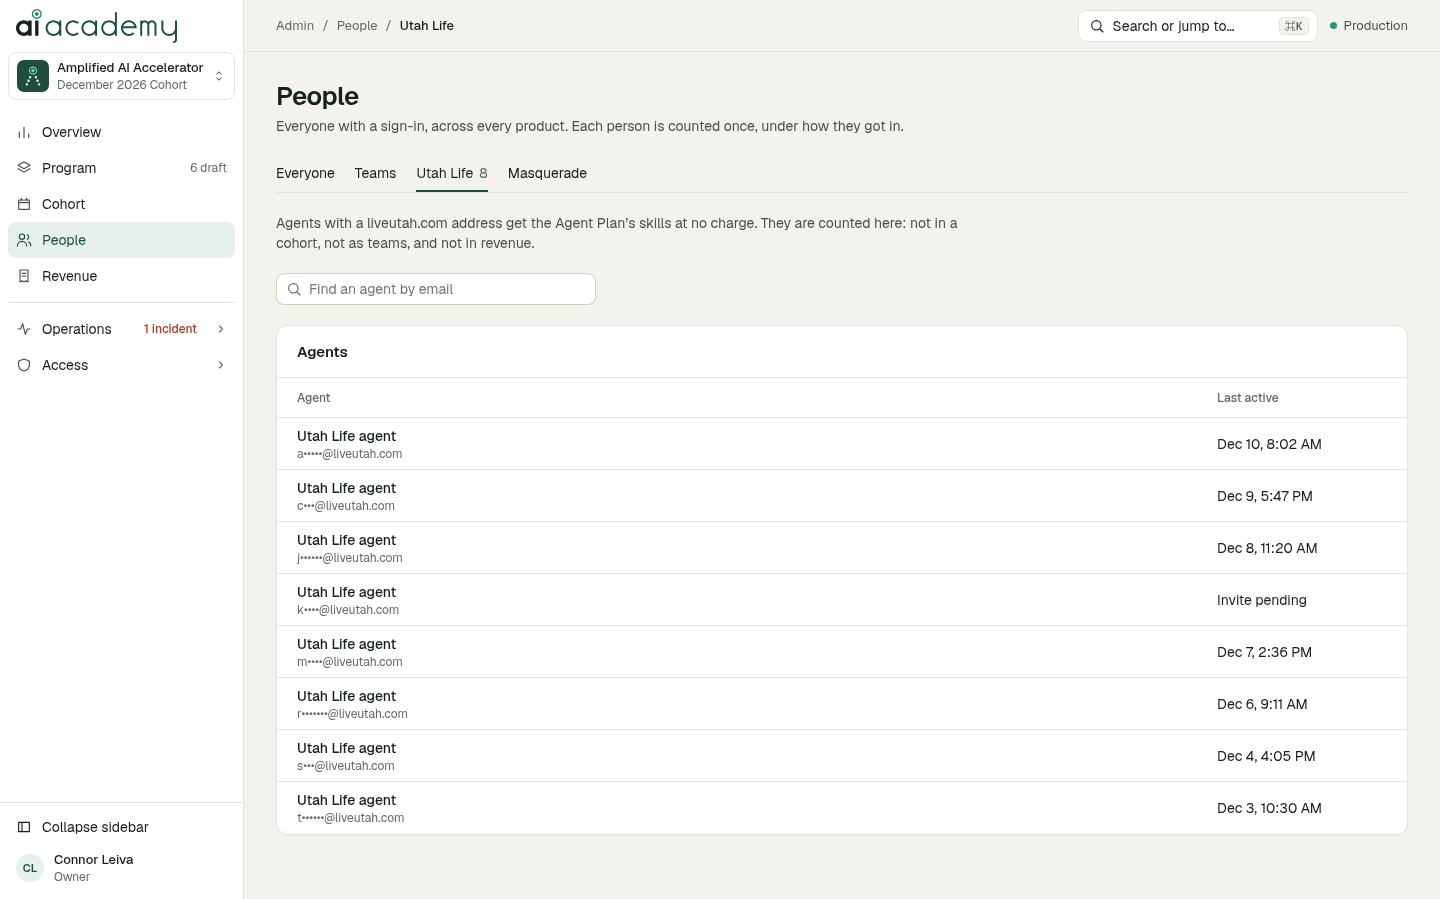 ai academy
Admin / People / Utah Life
Search or jump to...
⌘K
Production
Amplified AI Accelerator
December 2026 Cohort
Overview
Program
6 draft
Cohort
People
Revenue
Operations
1 incident
Access
Collapse sidebar
CL
Connor Leiva
Owner
People
Everyone with a sign-in, across every product. Each person is counted once, under how they got in.
Everyone
Teams
Utah Life 8
Masquerade
Agents with a liveutah.com address get the Agent Plan's skills at no charge. They are counted here: not in a
cohort, not as teams, and not in revenue.
Find an agent by email
Agents
Agent
Last active
Utah Life agent
a•••••@liveutah.com
Dec 10, 8:02 AM
Utah Life agent
c•••@liveutah.com
Dec 9, 5:47 PM
Utah Life agent
j••••••@liveutah.com
Dec 8, 11:20 AM
Utah Life agent
k••••@liveutah.com
Invite pending
Utah Life agent
m••••@liveutah.com
Dec 7, 2:36 PM
Utah Life agent
r•••••••@liveutah.com
Dec 6, 9:11 AM
Utah Life agent
s•••@liveutah.com
Dec 4, 4:05 PM
Utah Life agent
t••••••@liveutah.com
Dec 3, 10:30 AM